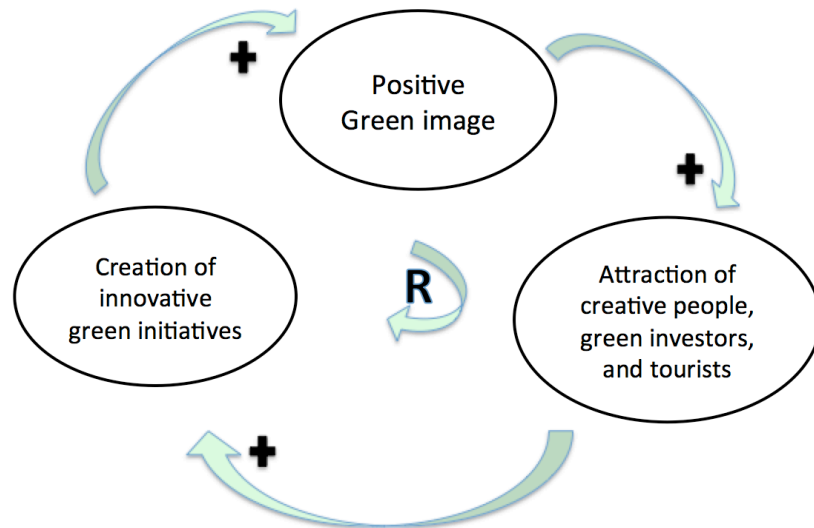 Positive
Green image
+
+
Creation of
innovative
green initiatives
R
Attraction of
creative people,
green investors,
and tourists
+